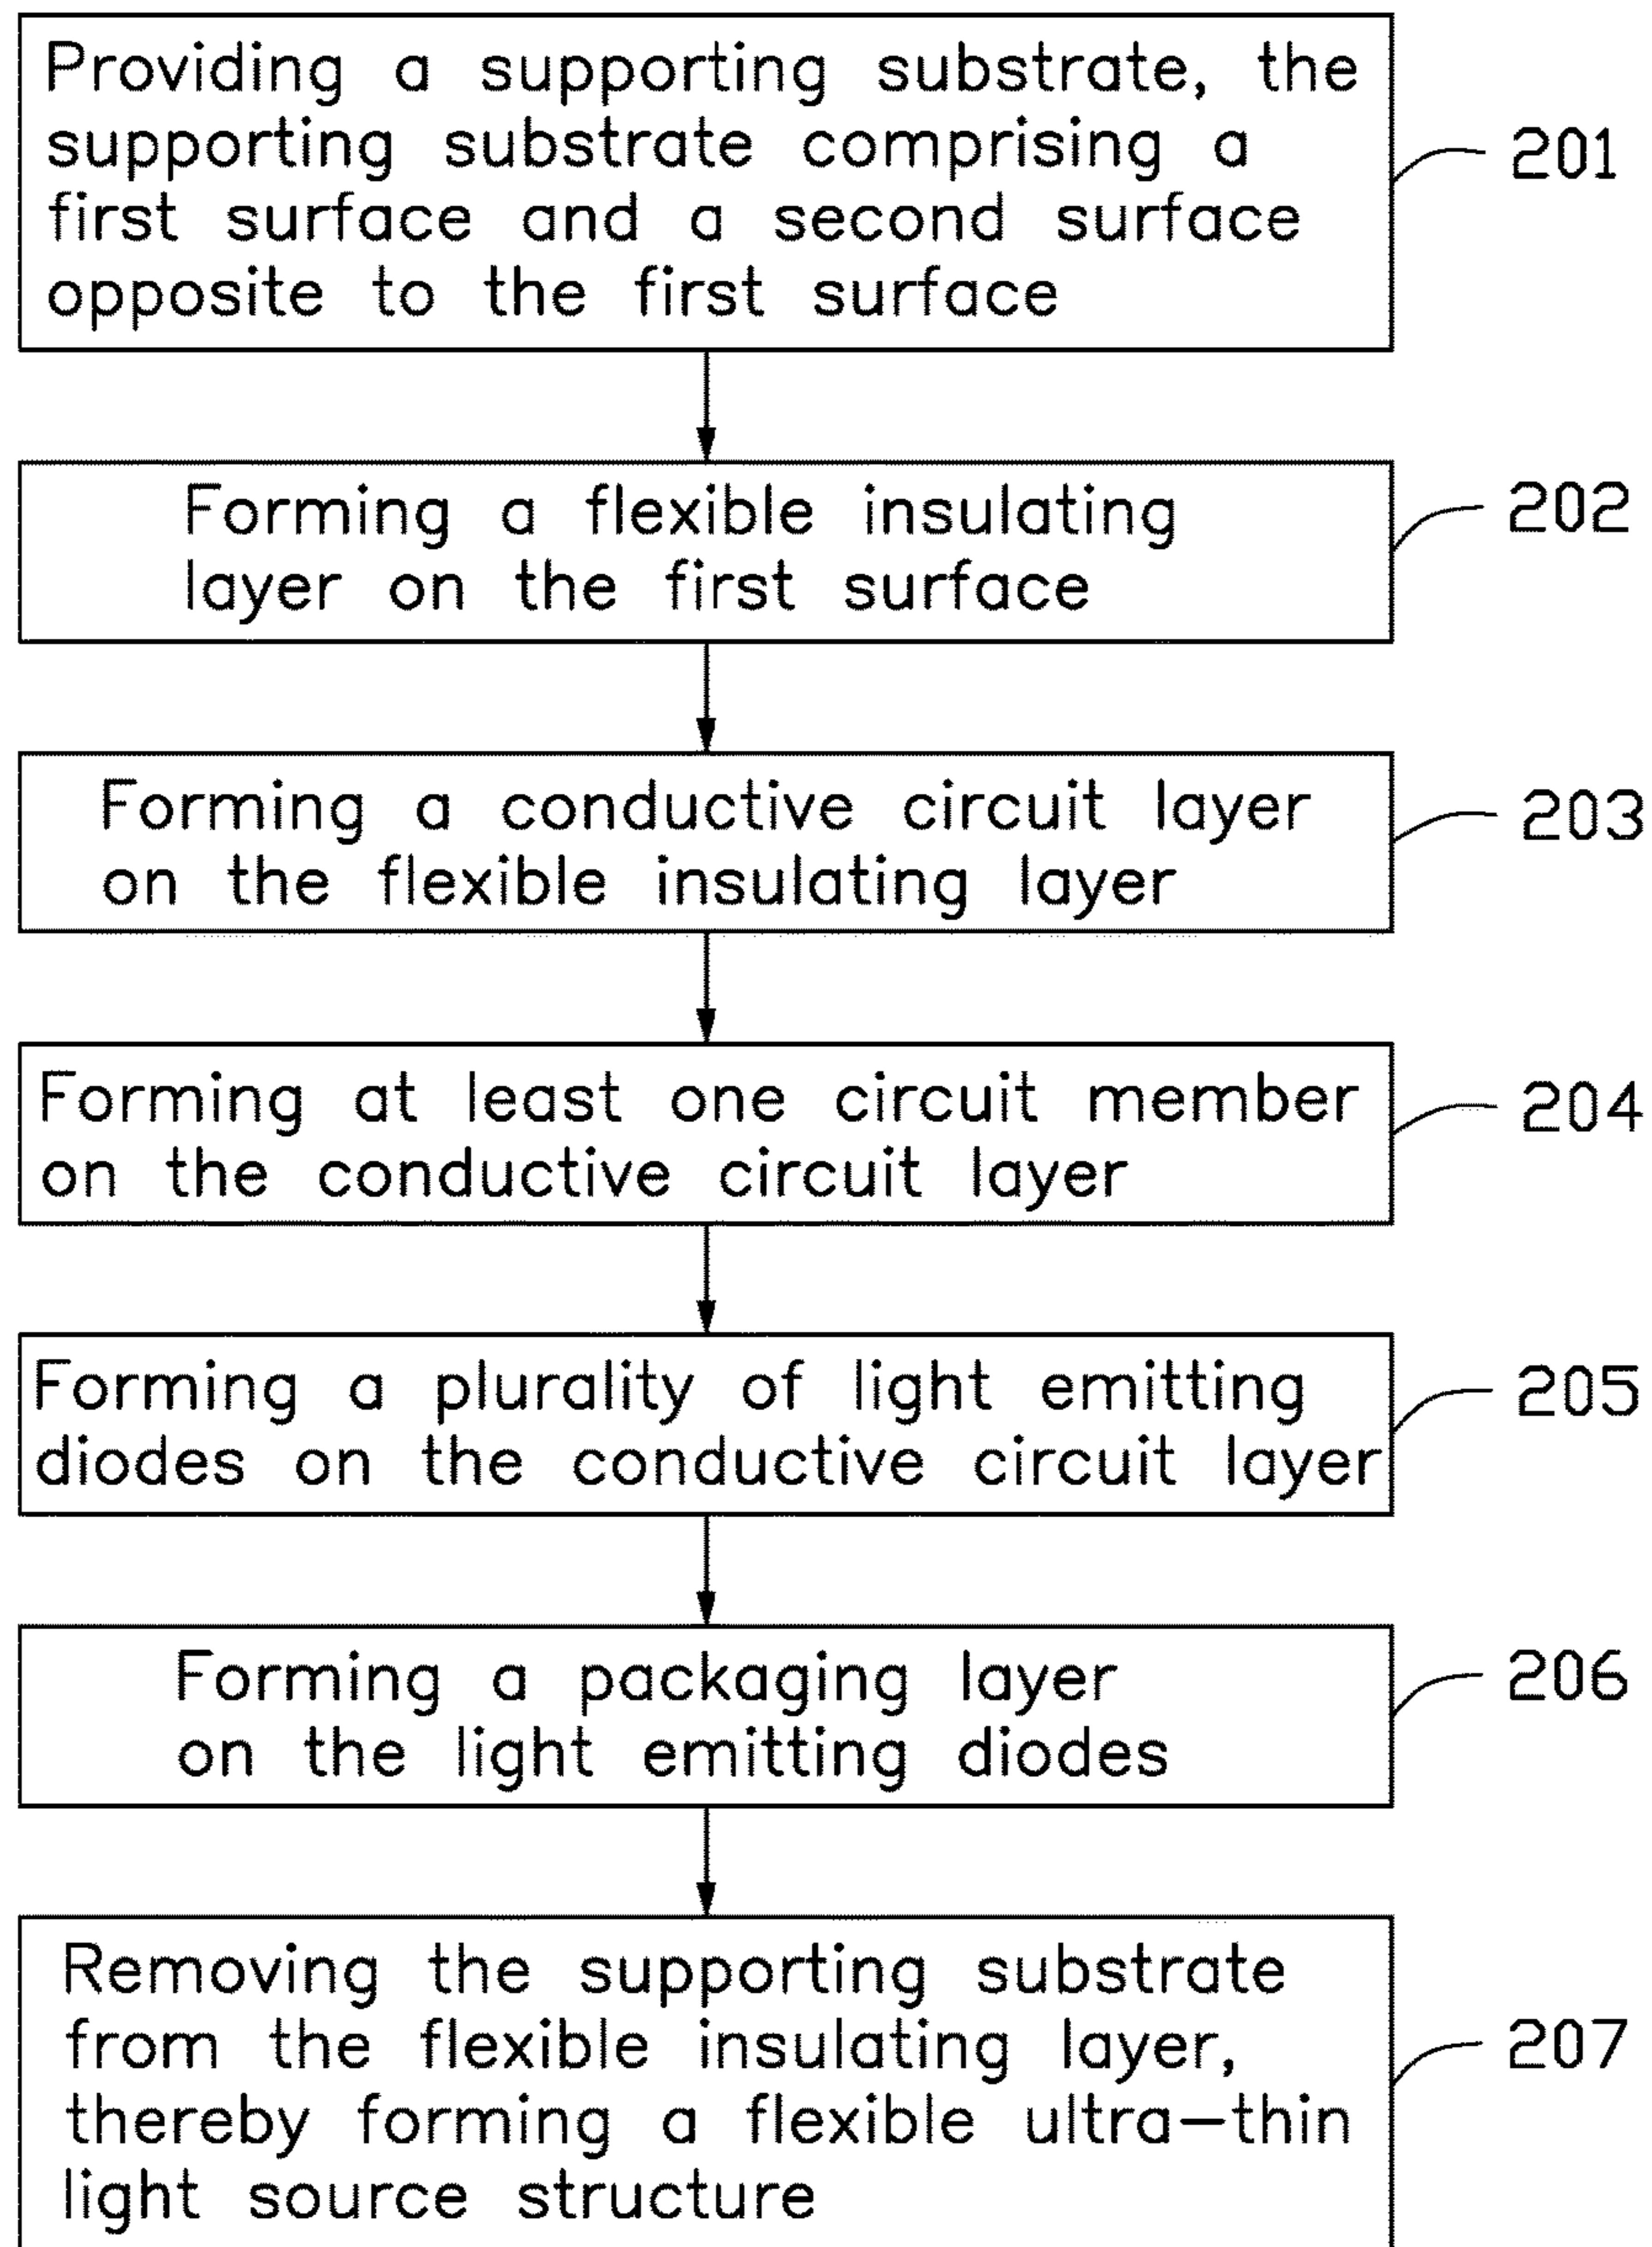 Providing a supporting substrate, the
supporting substrate comprising a
first surface and a second surface
opposite to the first surface
201
Forming a flexible insulating
layer on the first surface
202
Forming a conductive circuit layer
on the flexible insulating layer
203
Forming at least one circuit member
on the conductive circuit layer
204
Forming a plurality of light emitting
diodes on the conductive circuit layer
205
Forming a packaging layer
on the light emitting diodes
206
Removing the supporting substrate
from the flexible insulating layer,
thereby forming a flexible ultra-thin
light source structure
207